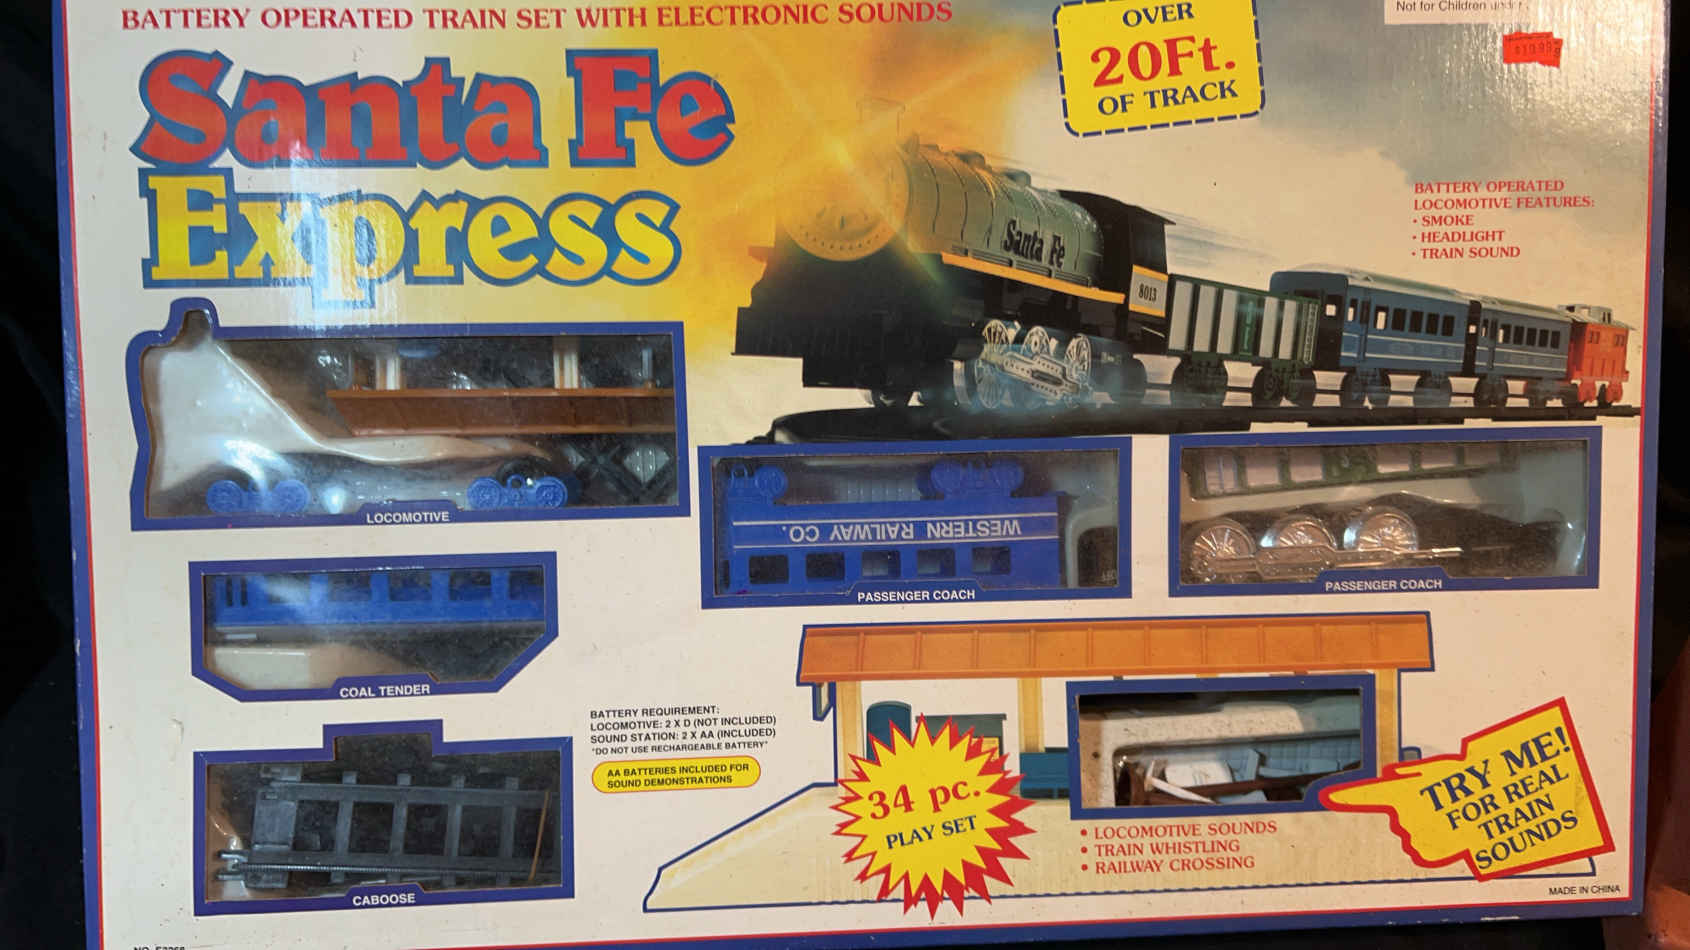 BATTERY OPERATED TRAIN SET WITH ELECTRONIC SOUNDS
Santa Fe
Express
OVER
20Ft.
OF TRACK
Not for Children under
$19.99
BATTERY OPERATED
LOCOMOTIVE FEATURES:
• SMOKE
• HEADLIGHT
• TRAIN SOUND
Santa Fe
8013
LOCOMOTIVE
WESTERN RAILWAY CO.
PASSENGER COACH
PASSENGER COACH
COAL TENDER
BATTERY REQUIREMENT:
LOCOMOTIVE: 2 X D (NOT INCLUDED)
SOUND STATION: 2 X AA (INCLUDED)
"DO NOT USE RECHARGEABLE BATTERY"
AA BATTERIES INCLUDED FOR
SOUND DEMONSTRATIONS
34 pc.
PLAY SET
• LOCOMOTIVE SOUNDS
• TRAIN WHISTLING
• RAILWAY CROSSING
TRY ME!
FOR REAL
TRAIN
SOUNDS
CABOOSE
MADE IN CHINA